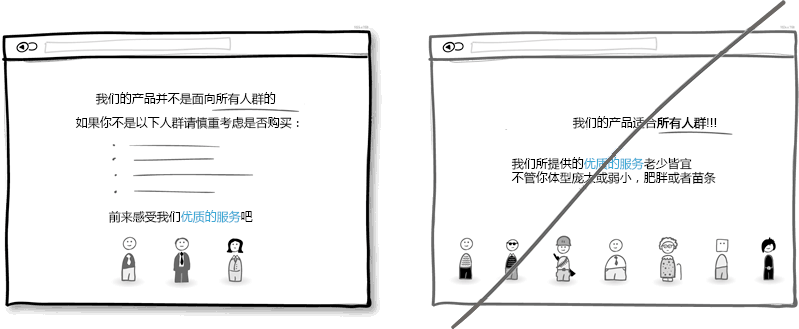 我们的产品并不是面向所有人群的
如果你不是以下人群请慎重考虑是否购买：
前来感受我们优质的服务吧
我们的产品适合所有人群!!!
我们所提供的优质的服务老少皆宜
不管你体型庞大或弱小，肥胖或者苗条